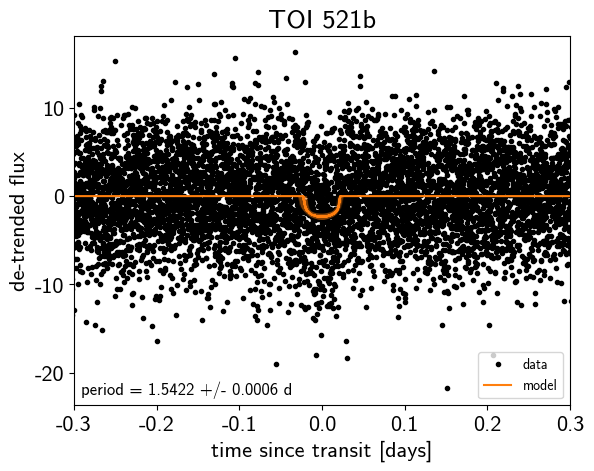 TOI 521b
de-trended flux
10
0
-10
-20
period = 1.5422 +/- 0.0006 d
data
model
-0.3 -0.2 -0.1 0.0 0.1 0.2 0.3
time since transit [days]